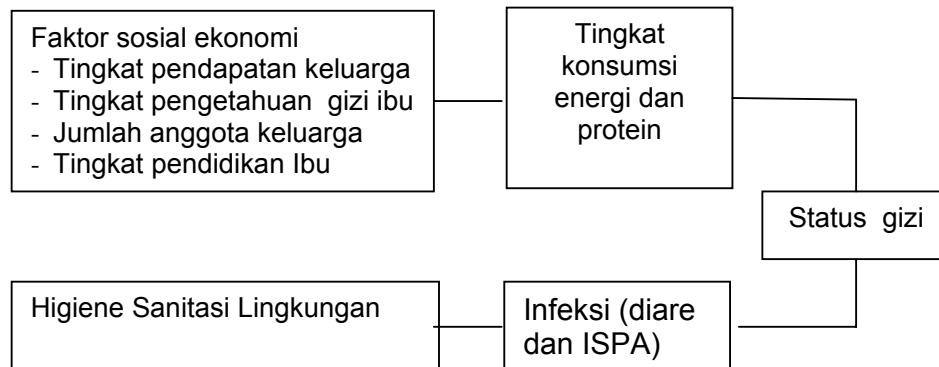 Faktor sosial ekonomi
- Tingkat pendapatan keluarga
- Tingkat pengetahuan gizi ibu
- Jumlah anggota keluarga
- Tingkat pendidikan Ibu
Tingkat
konsumsi
energi dan
protein
Status gizi
Higiene Sanitasi Lingkungan
Infeksi (diare
dan ISPA)